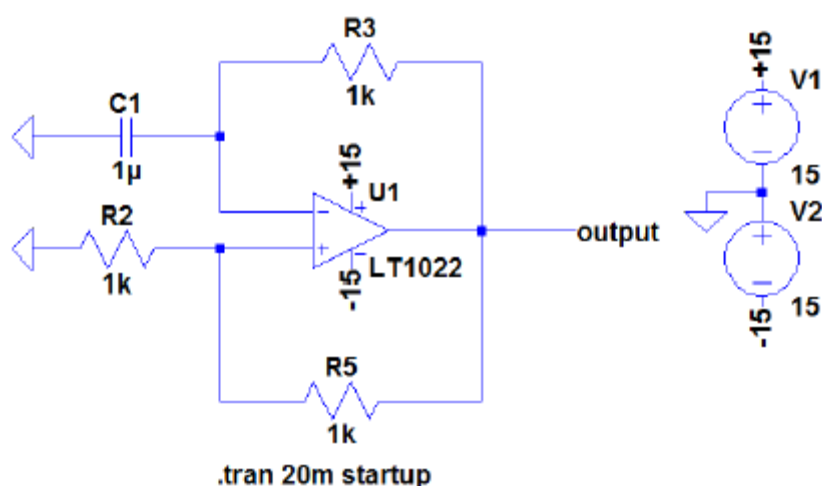 R3
1k
C1
1µ
+15
U1
R2
1k
LT1022
-15
output
R5
1k
.tran 20m startup
+15
V1
15
V2
15
-15